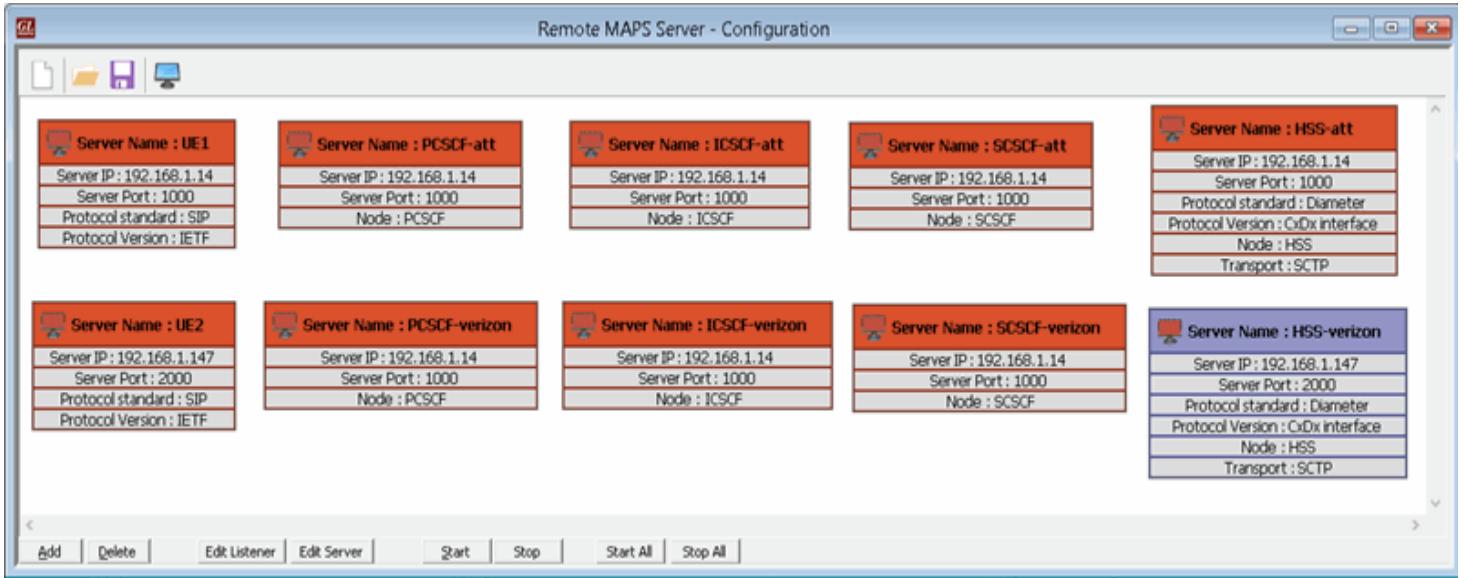 GL
Remote MAPS Server - Configuration
Server Name : UE1
Server IP : 192.168.1.14
Server Port : 1000
Protocol standard : SIP
Protocol Version : IETF
Server Name : PCSCF-att
Server IP : 192.168.1.14
Server Port : 1000
Node : PCSCF
Server Name : ICSCF-att
Server IP : 192.168.1.14
Server Port : 1000
Node : ICSCF
Server Name : SCSCF-att
Server IP : 192.168.1.14
Server Port : 1000
Node : SCSCF
Server Name : HSS-att
Server IP : 192.168.1.14
Server Port : 1000
Protocol standard : Diameter
Protocol Version : CxDx interface
Node : HSS
Transport : SCTP
Server Name : UE2
Server IP : 192.168.1.147
Server Port : 2000
Protocol standard : SIP
Protocol Version : IETF
Server Name : PCSCF-verizon
Server IP : 192.168.1.14
Server Port : 1000
Node : PCSCF
Server Name : ICSCF-verizon
Server IP : 192.168.1.14
Server Port : 1000
Node : ICSCF
Server Name : SCSCF-verizon
Server IP : 192.168.1.14
Server Port : 1000
Node : SCSCF
Server Name : HSS-verizon
Server IP : 192.168.1.147
Server Port : 2000
Protocol standard : Diameter
Protocol Version : CxDx interface
Node : HSS
Transport : SCTP
Add Delete Edit Listener Edit Server Start Stop Start All Stop All